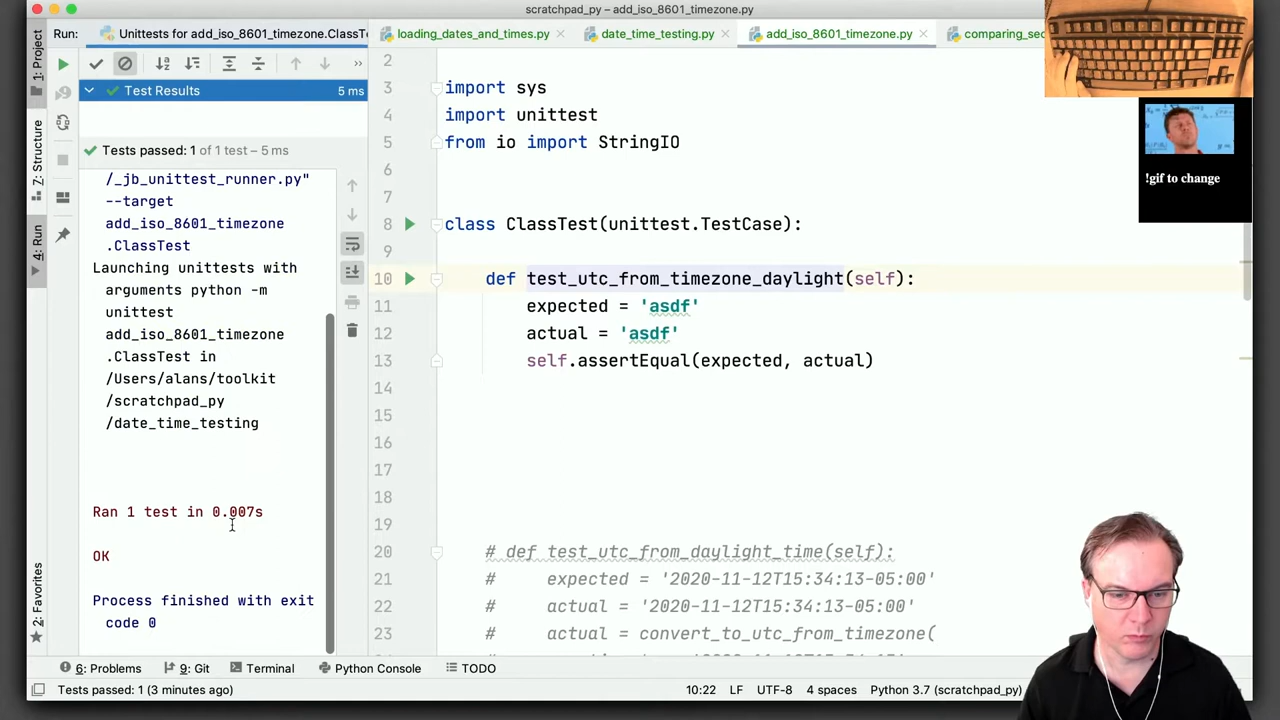 scratchpad_py – add_iso_8601_timezone.py
Run: Unittests for add_iso_8601_timezone.ClassTe
loading_dates_and_times.py
date_time_testing.py
add_iso_8601_timezone.py
comparing_sec
1: Project
Z: Structure
4: Run
2: Favorites
Test Results 5 ms
Tests passed: 1 of 1 test – 5 ms
/_jb_unittest_runner.py"
--target
add_iso_8601_timezone
.ClassTest
Launching unittests with
arguments python -m
unittest
add_iso_8601_timezone
.ClassTest in
/Users/alans/toolkit
/scratchpad_py
/date_time_testing
Ran 1 test in 0.007s
OK
Process finished with exit
code 0
2
3 import sys
4 import unittest
5 from io import StringIO
6
7
8 class ClassTest(unittest.TestCase):
9
10 def test_utc_from_timezone_daylight(self):
11 expected = 'asdf'
12 actual = 'asdf'
13 self.assertEqual(expected, actual)
14
15
16
17
18
19
20 # def test_utc_from_daylight_time(self):
21 # expected = '2020-11-12T15:34:13-05:00'
22 # actual = '2020-11-12T15:34:13-05:00'
23 # actual = convert_to_utc_from_timezone(
!gif to change
6: Problems
9: Git
Terminal
Python Console
TODO
Tests passed: 1 (3 minutes ago)
10:22 LF UTF-8 4 spaces Python 3.7 (scratchpad_py)